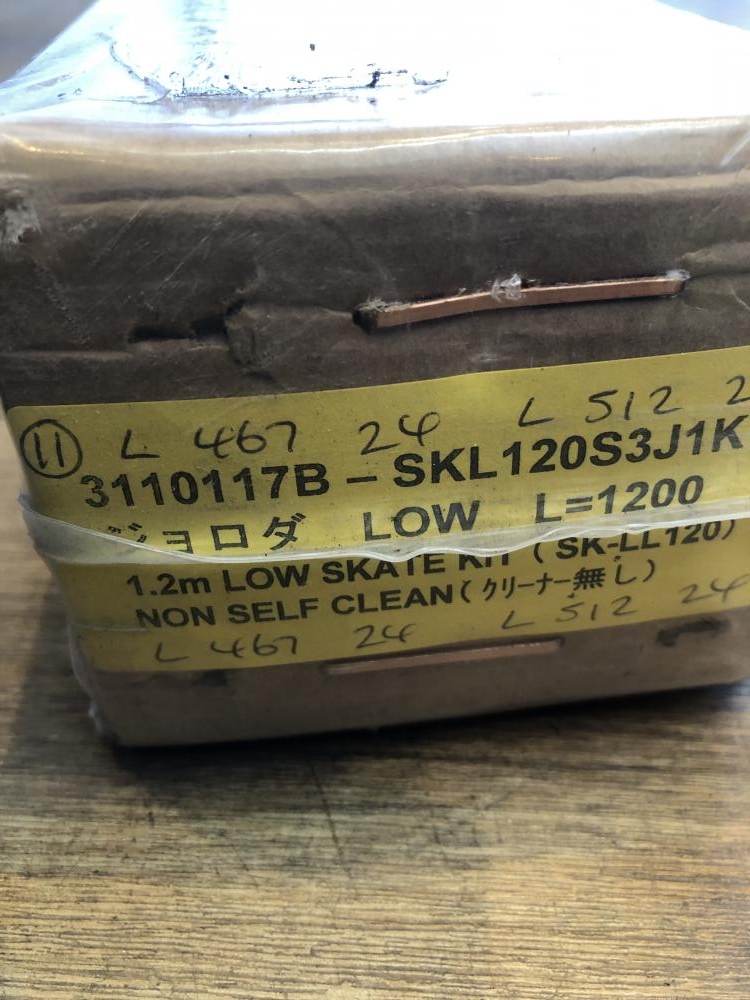 ⑪ L 467 24 L 512 2
3110117B – SKL120S3J1K
ジョロダ LOW L=1200
1.2m LOW SKATE KIT ( SK-LL120)
NON SELF CLEAN(クリーナー無し)
L 467 24 L 512 24